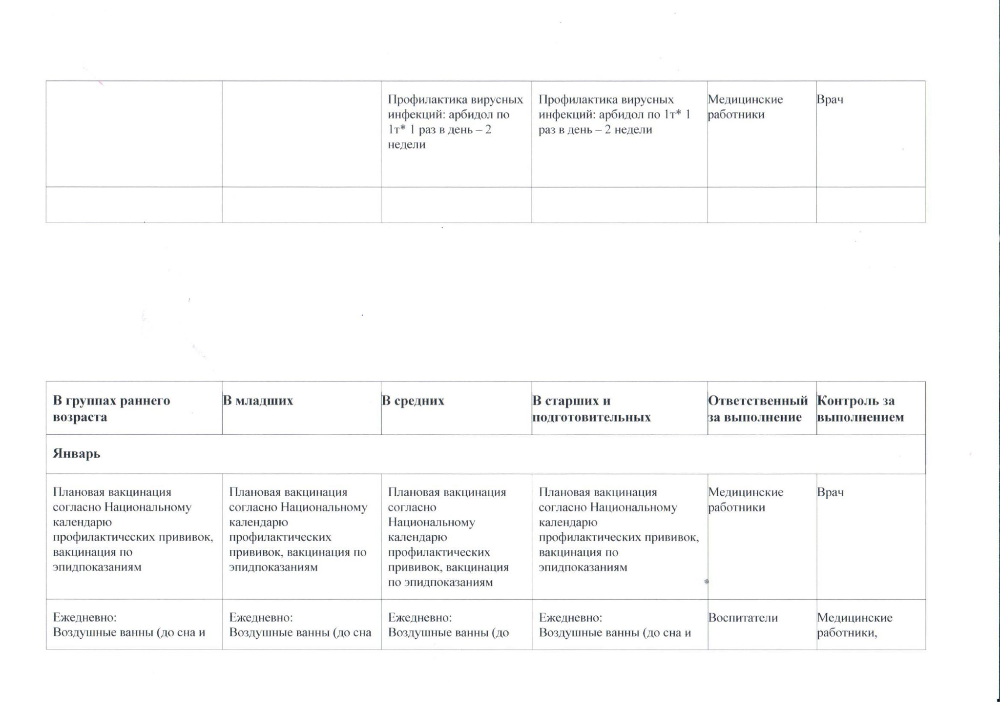 Профилактика вирусных
инфекций: арбидол по
1т* 1 раз в день – 2
недели
Профилактика вирусных
инфекций: арбидол по 1т* 1
раз в день – 2 недели
Медицинские
работники
Врач
В группах раннего
возраста
В младших
В средних
В старших и
подготовительных
Ответственный
за выполнение
Контроль за
выполнением
Январь
Плановая вакцинация
согласно Национальному
календарю
профилактических прививок,
вакцинация по
эпидпоказаниям
Плановая вакцинация
согласно Национальному
календарю
профилактических
прививок, вакцинация по
эпидпоказаниям
Плановая вакцинация
согласно
Национальному
календарю
профилактических
прививок, вакцинация
по эпидпоказаниям
Плановая вакцинация
согласно Национальному
календарю
профилактических прививок,
вакцинация по
эпидпоказаниям
Медицинские
работники
Врач
Ежедневно:
Воздушные ванны (до сна и
Ежедневно:
Воздушные ванны (до сна
Ежедневно:
Воздушные ванны (до
Ежедневно:
Воздушные ванны (до сна и
Воспитатели
Медицинские
работники,